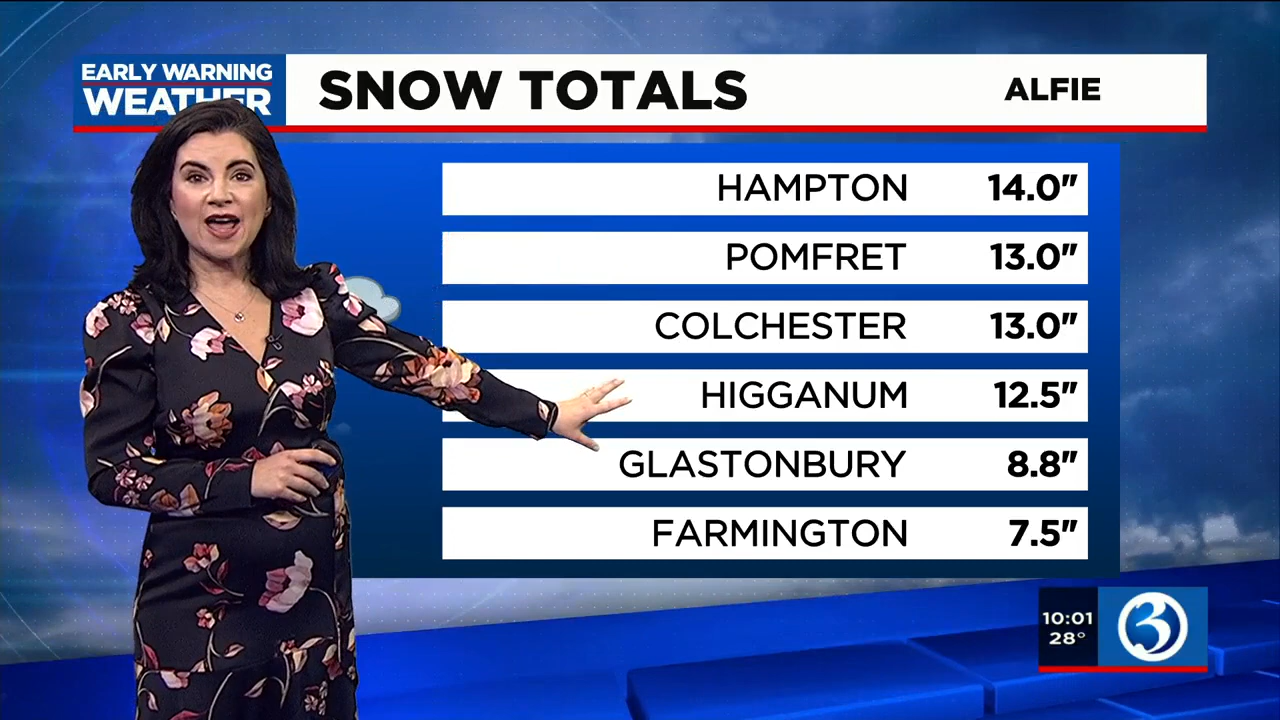 EARLY WARNING
WEATHER
SNOW TOTALS
ALFIE
HAMPTON 14.0"
POMFRET 13.0"
COLCHESTER 13.0"
HIGGANUM 12.5"
GLASTONBURY 8.8"
FARMINGTON 7.5"
10:01
28°
3